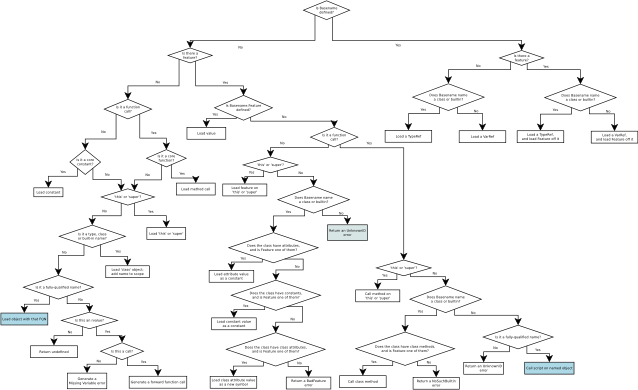 Is Basename
defined?
No
Yes
Is there a
Feature?
Is there a
feature?
No
Yes
No
Yes
Is it a function
call?
Is Basename.Feature
defined?
Does Basename name
a class or builtin?
Does Basename name
a class or builtin?
No
Yes
Yes
No
Yes
No
Yes
No
Load value
Is it a function
call?
Load a TypeRef
Load a VarRef
Load a TypeRef,
and load Feature off it
Load a VarRef,
and load Feature off it
Is it a core
constant?
Is it a core
function?
No
Yes
'this' or 'super'?
Yes
No
No
Yes
Yes
No
Load constant
'this' or 'super'?
Load method call
Load Feature on
'this' or 'super'
Does Basename name
a class or builtin?
No
Yes
Yes
No
Is it a type, class
or builtin name?
Load 'this' or 'super'
Return an UnknownID
error
No
Yes
Does the class have attributes,
and is Feature one of them?
Load 'class' object,
add name to scope
Yes
No
'this' or 'super'?
Is it a fully-qualified name?
Load attribute value
as a constant
Yes
No
Yes
No
Does the class have constants,
and is Feature one of them?
Call method on
'this' or 'super'
Does Basename name
a class or builtin?
Load object with that FQN
Is this an rvalue?
Yes
No
Yes
No
No
Yes
Load constant value
as a constant
Is it a fully-qualified name?
Return undefined
Is this a call?
Does the class have class attributes,
and is Feature one of them?
Does the class have class methods,
and is Feature one of them?
No
Yes
Yes
No
Yes
No
No
Yes
Generate a
Missing Variable error
Generate a forward function call
Load class attribute value
as a new symbol
Return a BadFeature
error
Call class method
error
Return an UnknownID
error
Call script on named object